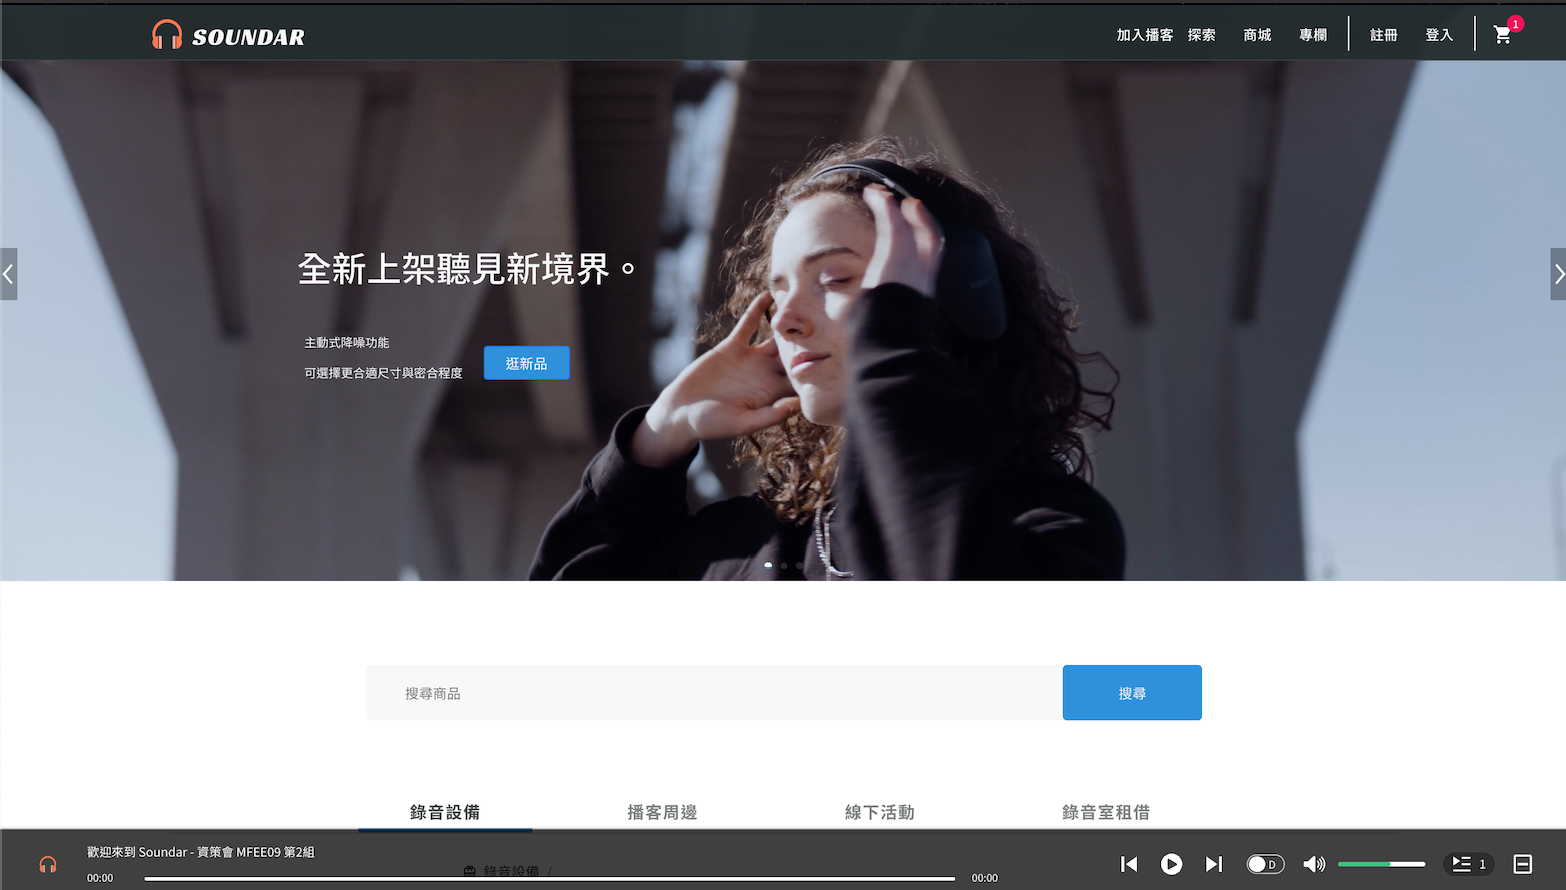 SOUNDAR
加入播客 探索 商城 專欄 註冊 登入 1
全新上架聽見新境界。
主動式降噪功能
可選擇更合適尺寸與密合程度
逛新品
搜尋商品
搜尋
錄音設備 播客周邊 線下活動 錄音室租借
歡迎來到 Soundar - 資策會 MFEE09 第2組
錄音設備 /
00:00 00:00
D
1